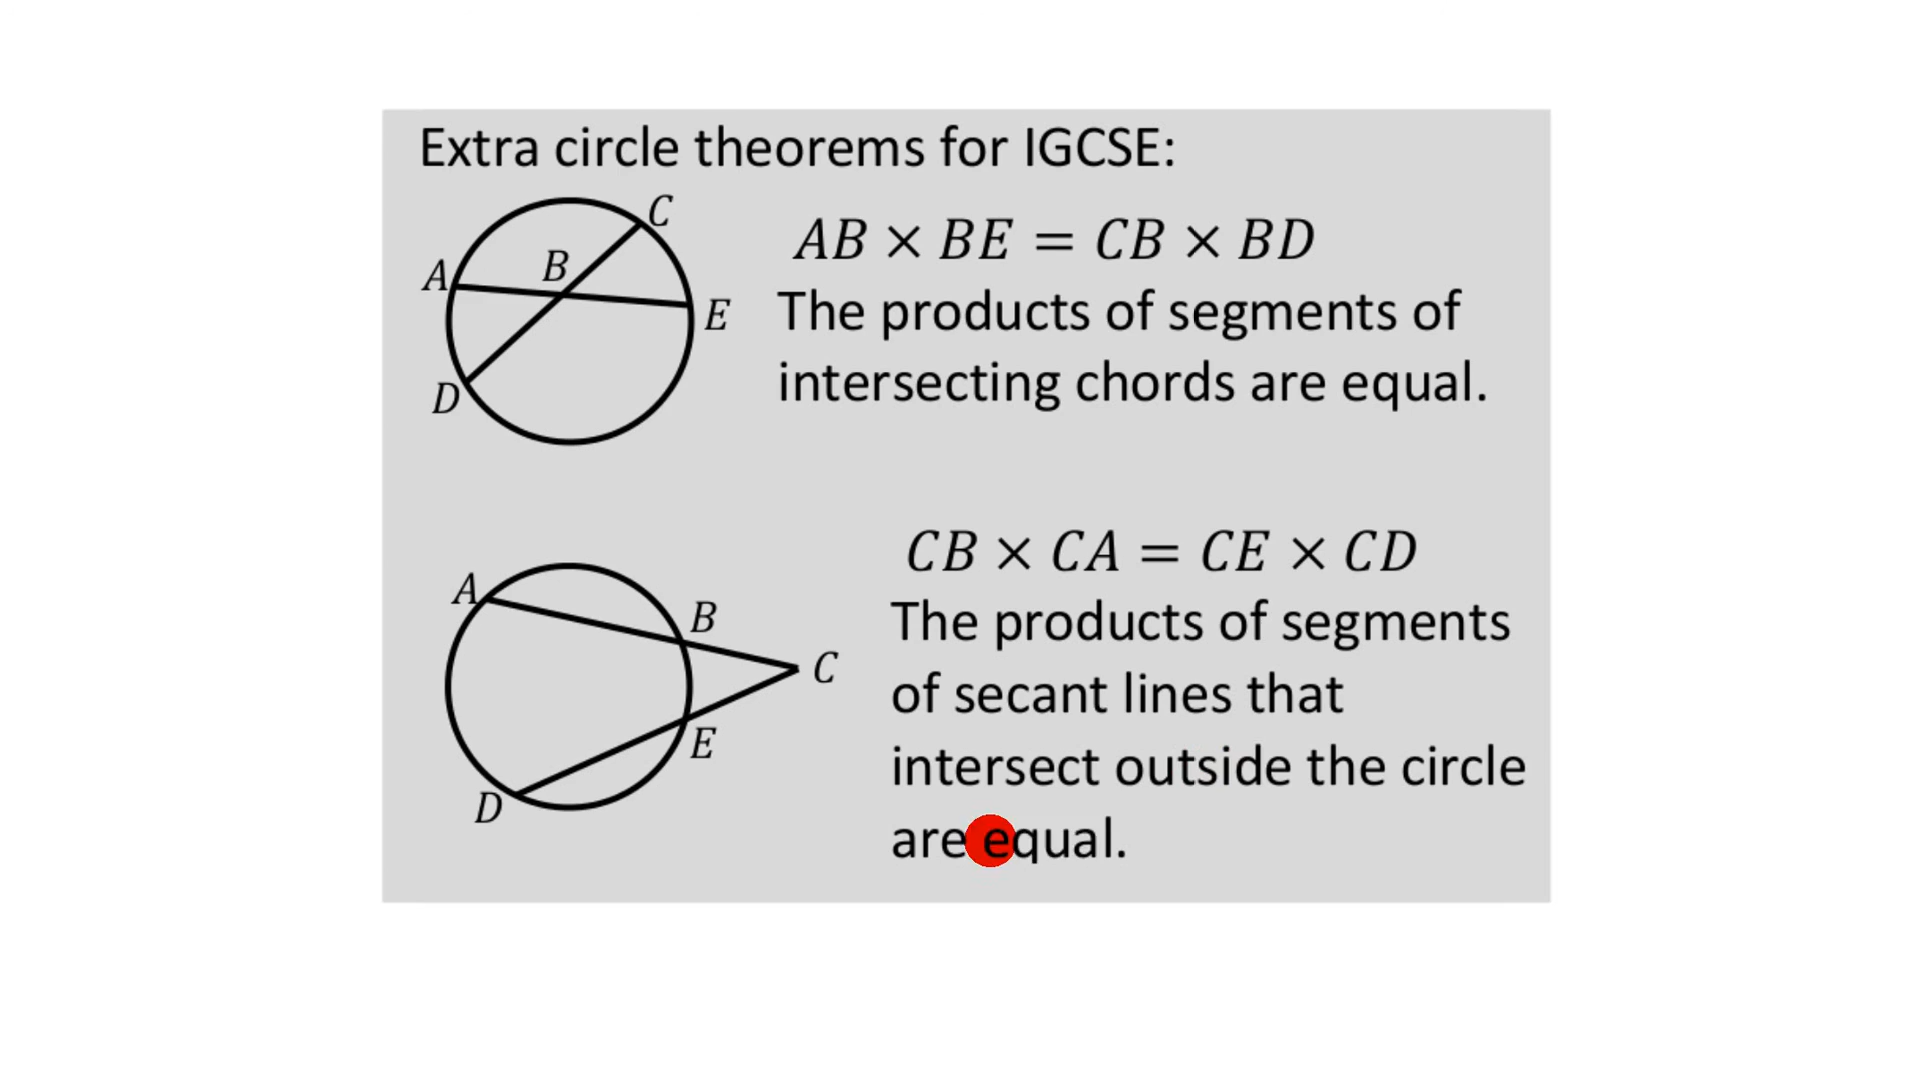 Extra circle theorems for IGCSE:
C
A
B
E
D
AB × BE = CB × BD
The products of segments of
intersecting chords are equal.
A
B
C
E
D
CB × CA = CE × CD
The products of segments
of secant lines that
intersect outside the circle
are equal.